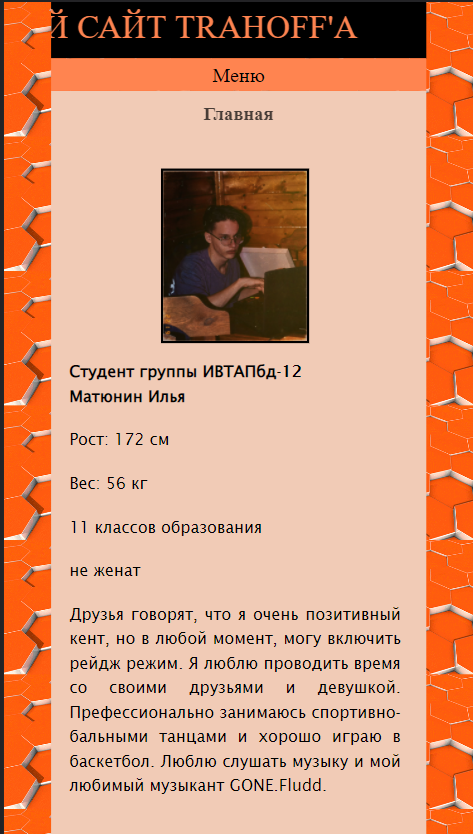 Й САЙТ TRAHOFF'A
Меню
Главная
Студент группы ИВТАПбд-12
Матюнин Илья
Рост: 172 см
Вес: 56 кг
11 классов образования
не женат
Друзья говорят, что я очень позитивный
кент, но в любой момент, могу включить
рейдж режим. Я люблю проводить время
со своими друзьями и девушкой.
Префессионально занимаюсь спортивно-
бальными танцами и хорошо играю в
баскетбол. Люблю слушать музыку и мой
любимый музыкант GONE.Fludd.